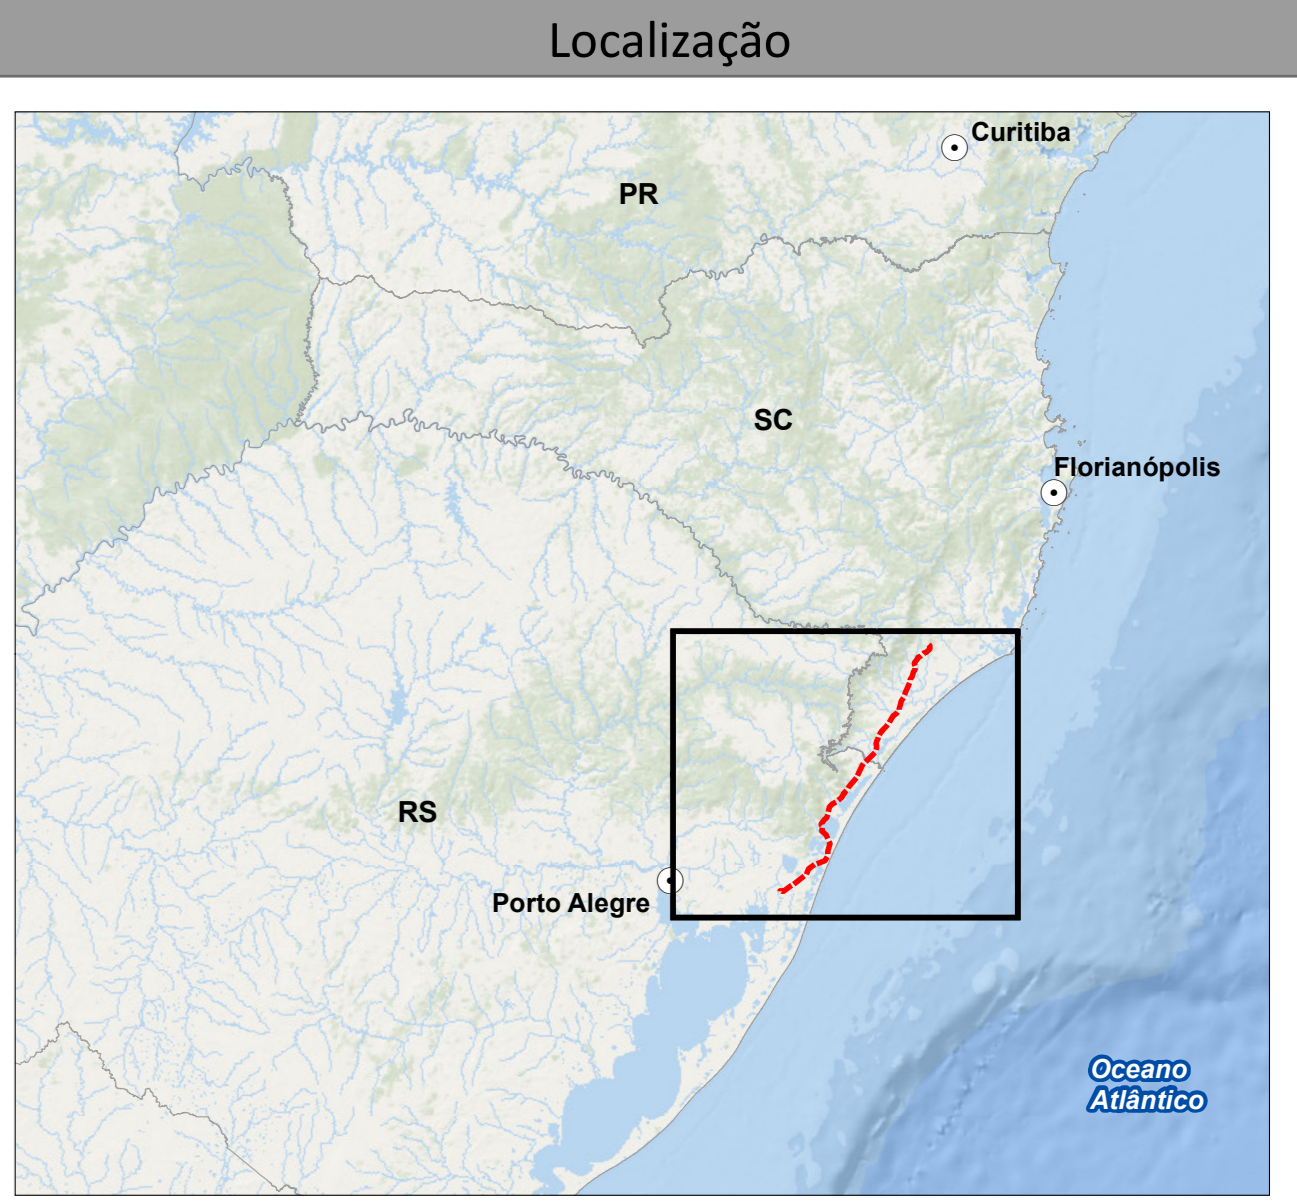 Localização
Curitiba
PR
SC
Florianópolis
RS
Porto Alegre
Oceano
Atlântico